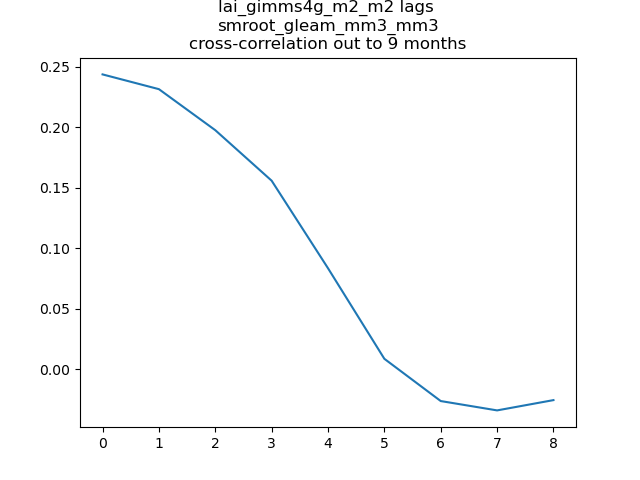 lai_gimms4g_m2_m2 lags
smroot_gleam_mm3_mm3
cross-correlation out to 9 months
0.25
0.20
0.15
0.10
0.05
0.00
0 1 2 3 4 5 6 7 8